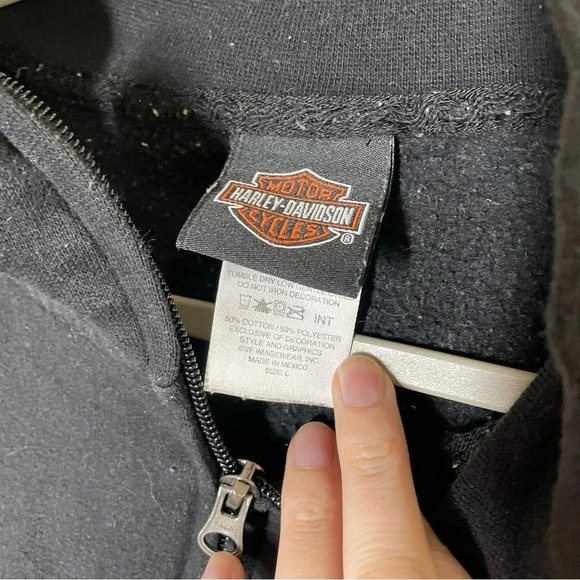 MOTOR
HARLEY-DAVIDSON
CYCLES
®
TUMBLE DRY LOW
DO NOT IRON DECORATION
INT
50% COTTON / 50% POLYESTER
EXCLUSIVE OF DECORATION
STYLE AND GRAPHICS
©VF IMAGEWEAR, INC.
MADE IN MEXICO
SIZE: L